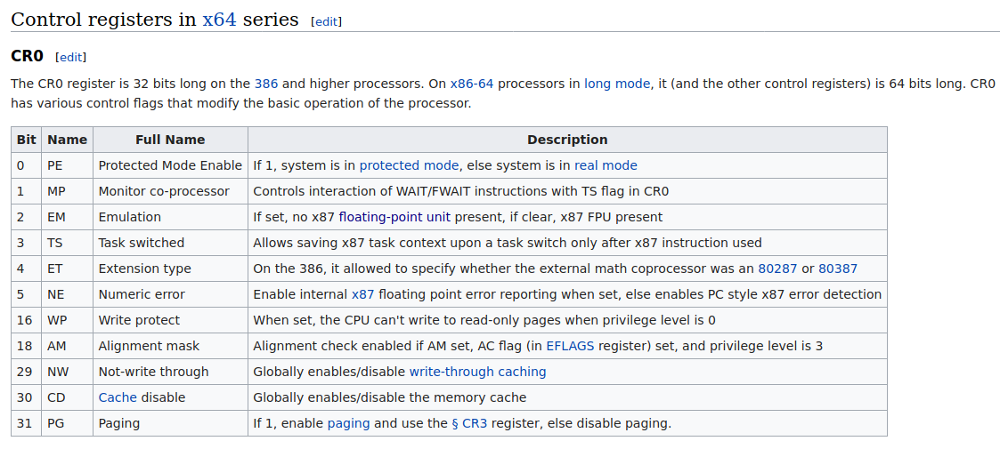 Control registers in x64 series [edit]
CR0 [edit]
The CR0 register is 32 bits long on the 386 and higher processors. On x86-64 processors in long mode, it (and the other control registers) is 64 bits long. CR0
has various control flags that modify the basic operation of the processor.
Bit Name Full Name Description
0 PE Protected Mode Enable If 1, system is in protected mode, else system is in real mode
1 MP Monitor co-processor Controls interaction of WAIT/FWAIT instructions with TS flag in CR0
2 EM Emulation If set, no x87 floating-point unit present, if clear, x87 FPU present
3 TS Task switched Allows saving x87 task context upon a task switch only after x87 instruction used
4 ET Extension type On the 386, it allowed to specify whether the external math coprocessor was an 80287 or 80387
5 NE Numeric error Enable internal x87 floating point error reporting when set, else enables PC style x87 error detection
16 WP Write protect When set, the CPU can't write to read-only pages when privilege level is 0
18 AM Alignment mask Alignment check enabled if AM set, AC flag (in EFLAGS register) set, and privilege level is 3
29 NW Not-write through Globally enables/disable write-through caching
30 CD Cache disable Globally enables/disable the memory cache
31 PG Paging If 1, enable paging and use the § CR3 register, else disable paging.